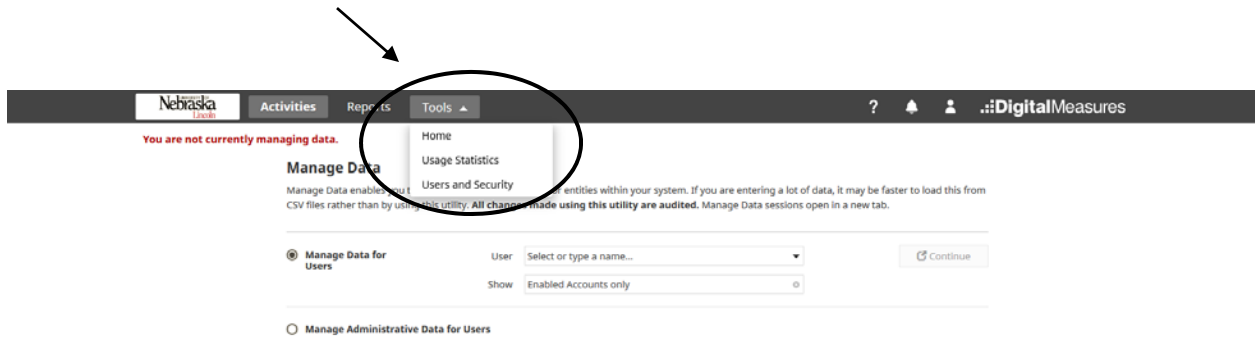 Nebraska
Lincoln
Activities Reports Tools
? .:iDigitalMeasures
You are not currently managing data.
Home
Usage Statistics
Users and Security
Manage Data
Manage Data enables you t r entities within your system. If you are entering a lot of data, it may be faster to load this from
CSV files rather than by using this utility. All changes made using this utility are audited. Manage Data sessions open in a new tab.
Manage Data for
Users
User Select or type a name...
Continue
Show Enabled Accounts only
Manage Administrative Data for Users